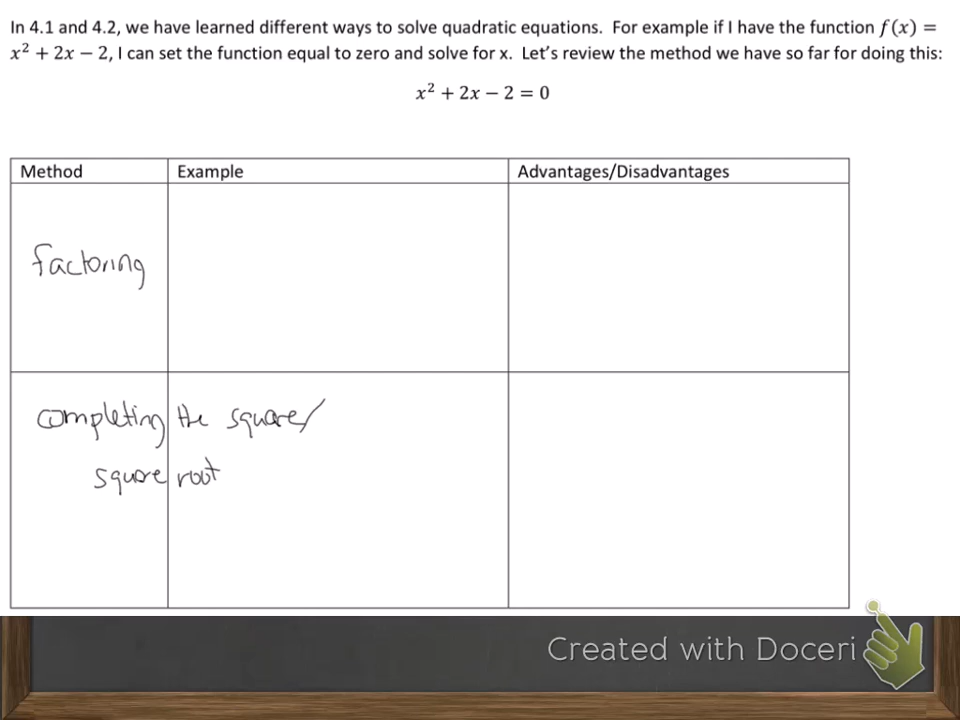 In 4.1 and 4.2, we have learned different ways to solve quadratic equations. For example if I have the function f(x) =
x² + 2x − 2, I can set the function equal to zero and solve for x. Let's review the method we have so far for doing this:
x² + 2x − 2 = 0
Method Example Advantages/Disadvantages
factoring
completing the square/
square root
Created with Doceri